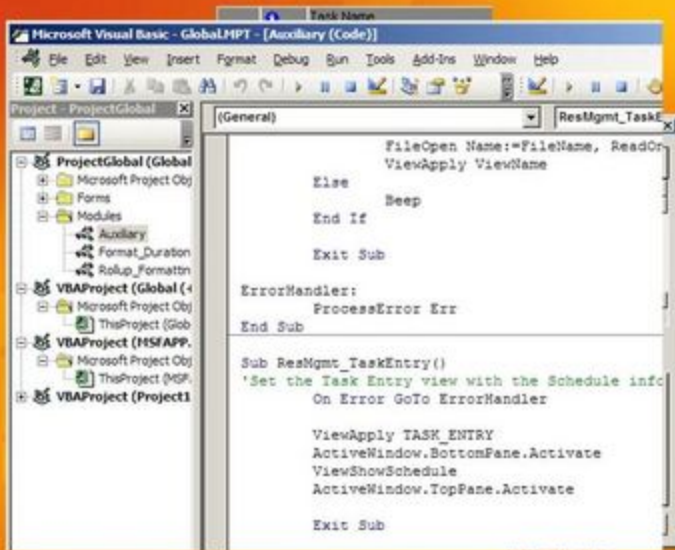 Task Name
Microsoft Visual Basic - Global.MPT - [Auxiliary (Code)]
File Edit View Insert Format Debug Run Tools Add-Ins Window Help
Project - ProjectGlobal
(General)
ResMgmt_TaskE
ProjectGlobal (Global
Microsoft Project Obj
Forms
Modules
Auxiliary
Format_Duration
Rollup_Formattin
VBAProject (Global (+
Microsoft Project Obj
ThisProject (Glob
VBAProject (MSFAPP.
Microsoft Project Obj
ThisProject (MSF.
VBAProject (Project1
FileOpen Name:=FileName, ReadOr
ViewApply ViewName
Else
Beep
End If
Exit Sub
ErrorHandler:
ProcessError Err
End Sub
Sub ResMgmt_TaskEntry()
'Set the Task Entry view with the Schedule info
On Error GoTo ErrorHandler
ViewApply TASK_ENTRY
ActiveWindow.BottomPane.Activate
ViewShowSchedule
ActiveWindow.TopPane.Activate
Exit Sub